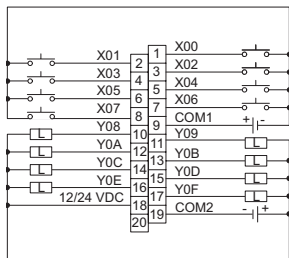 X00
X01 1
2 X02
X03 3
4 X04
X05 5
6 X06
X07 7
8 COM1
9 + -
Y08 Y09
10
L 11 L
Y0A Y0B
12
L 13 L
Y0C Y0D
14
L 15 L
Y0E Y0F
16
L 17 L
12/24 VDC COM2
18
19 - +
20